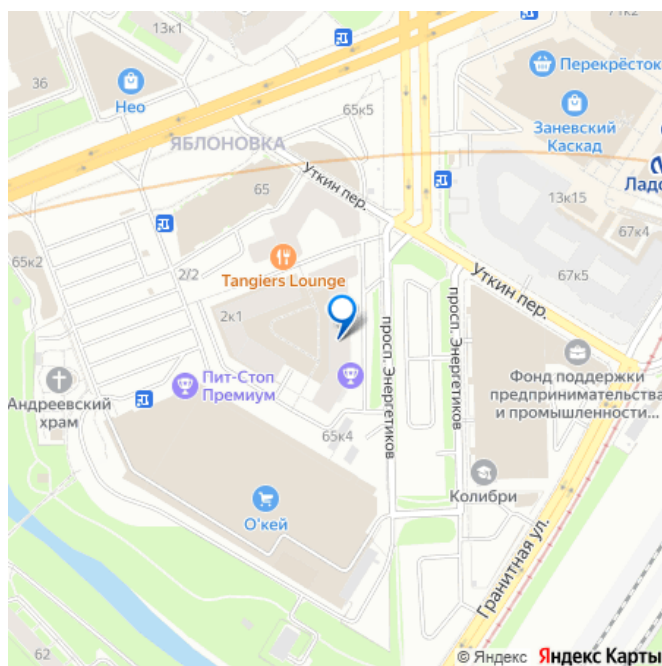 13к1
71к2
36
Нео
Перекрёсток
65к5
ЯБЛОНОВКА
Заневский
Каскад
Уткин пер.
65
Ладо
13к15
67к4
65к2
2/2
Tangiers Lounge
Уткин пер.
67к5
2к1
просп. Энергетиков
просп. Энергетиков
Пит-Стоп
Премиум
Андреевский
храм
Фонд поддержки
предпринимательства
и промышленности...
65к4
Колибри
О'кей
Гранитная ул.
62
© Яндекс Яндекс Карты